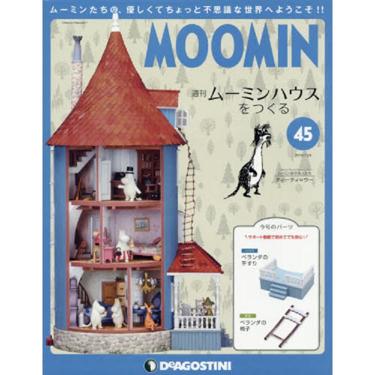 ムーミンたちの、優しくてちょっと不思議な世界へようこそ!!
MOOMIN
週刊 ムーミンハウス
をつくる
45
今号のパーツ
ベランダの
手すり
ベランダの
梯子
DeAGOSTINI